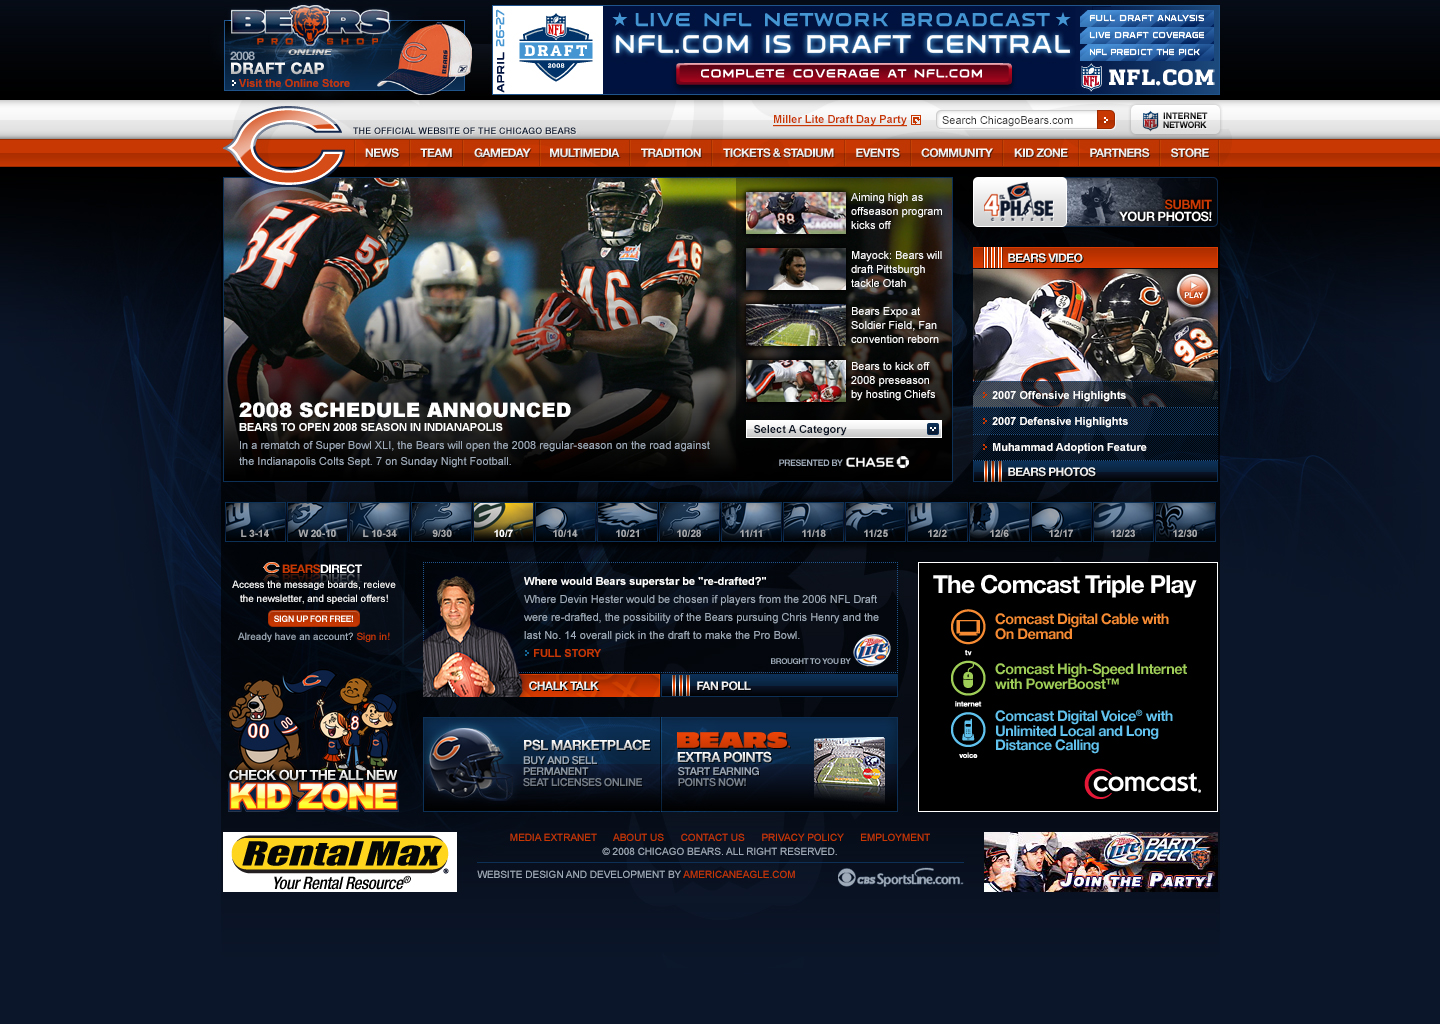 BEARS
PRO SHOP
ONLINE
2008
DRAFT CAP
Visit the Online Store
APRIL 26-27
NFL
DRAFT
2008
LIVE NFL NETWORK BROADCAST
NFL.COM IS DRAFT CENTRAL
COMPLETE COVERAGE AT NFL.COM
FULL DRAFT ANALYSIS
LIVE DRAFT COVERAGE
NFL PREDICT THE PICK
NFL.COM
THE OFFICIAL WEBSITE OF THE CHICAGO BEARS
Miller Lite Draft Day Party
Search ChicagoBears.com
INTERNET
NETWORK
NEWS
TEAM
GAMEDAY
MULTIMEDIA
TRADITION
TICKETS & STADIUM
EVENTS
COMMUNITY
KID ZONE
PARTNERS
STORE
54
54
46
46
2008 SCHEDULE ANNOUNCED
BEARS TO OPEN 2008 SEASON IN INDIANAPOLIS
In a rematch of Super Bowl XLI, the Bears will open the 2008 regular-season on the road against
the Indianapolis Colts Sept. 7 on Sunday Night Football.
88
Aiming high as
offseason program
kicks off
Mayock: Bears will
draft Pittsburgh
tackle Otah
Bears Expo at
Soldier Field, Fan
convention reborn
Bears to kick off
2008 preseason
by hosting Chiefs
Select A Category
PRESENTED BY CHASE
4 PHASE
CONTEST
SUBMIT
YOUR PHOTOS!
BEARS VIDEO
PLAY
93
2007 Offensive Highlights
2007 Defensive Highlights
Muhammad Adoption Feature
BEARS PHOTOS
L 3-14
W 20-10
L 10-34
9/30
10/7
10/14
10/21
10/28
11/11
11/18
11/25
12/2
12/6
12/17
12/23
12/30
BEARSDIRECT
Access the message boards, recieve
the newsletter, and special offers!
SIGN UP FOR FREE!
Already have an account? Sign in!
00
8
CHECK OUT THE ALL NEW
KID ZONE
Where would Bears superstar be "re-drafted?"
Where Devin Hester would be chosen if players from the 2006 NFL Draft
were re-drafted, the possibility of the Bears pursuing Chris Henry and the
last No. 14 overall pick in the draft to make the Pro Bowl.
FULL STORY
BROUGHT TO YOU BY
Lite
CHALK TALK
FAN POLL
PSL MARKETPLACE
BUY AND SELL
PERMANENT
SEAT LICENSES ONLINE
BEARS
EXTRA POINTS
START EARNING
POINTS NOW!
The Comcast Triple Play
tv
Comcast Digital Cable with
On Demand
internet
Comcast High-Speed Internet
with PowerBoost™
voice
Comcast Digital Voice® with
Unlimited Local and Long
Distance Calling
Comcast.
Rental Max
Your Rental Resource®
MEDIA EXTRANET
ABOUT US
CONTACT US
PRIVACY POLICY
EMPLOYMENT
© 2008 CHICAGO BEARS. ALL RIGHT RESERVED.
WEBSITE DESIGN AND DEVELOPMENT BY AMERICANEAGLE.COM
CBS SportsLine.com
Lite
PARTY
DECK
JOIN THE PARTY!